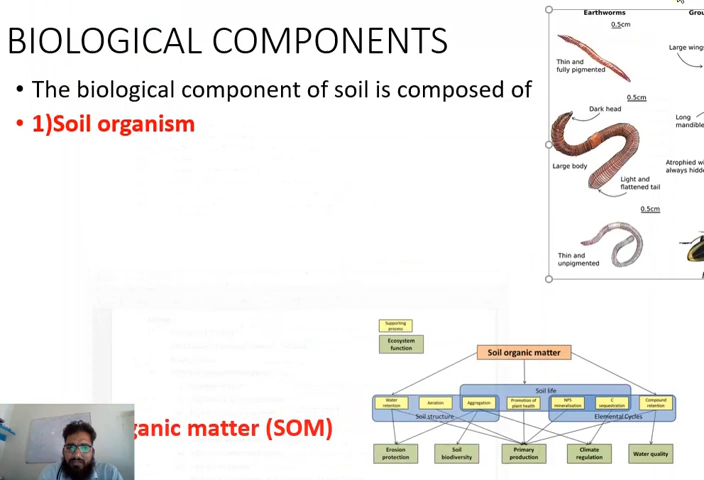 BIOLOGICAL COMPONENTS
• The biological component of soil is composed of
• 1)Soil organism
ganic matter (SOM)
Earthworms
0.5cm
Thin and
fully pigmented
0.5cm
Dark head
Large body
Light and
flattened tail
0.5cm
Thin and
unpigmented
Large wing
Long
mandible
Atrophied wi
always hidd
Supporting
process
Ecosystem
function
Soil organic matter
Soil life
Water
retention
Aeration
Aggregation
Promotion of
plant health
NPS
mineralisation
C
sequestration
Compound
retention
Soil structure
Elemental Cycles
Erosion
protection
Soil
biodiversity
Primary
production
Climate
regulation
Water quality